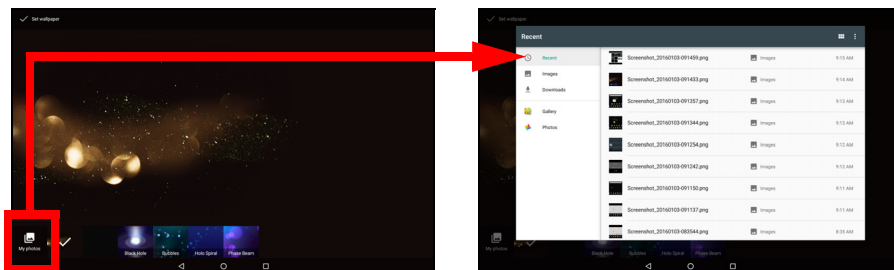 Set wallpaper
My photos
Black Hole Bubbles Holo Spiral Phase Beam
Set wallpaper
Recent
Recent
Images
Downloads
Gallery
Photos
Screenshot_20160103-091459.png Images 9:15 AM
Screenshot_20160103-091433.png Images 9:14 AM
Screenshot_20160103-091357.png Images 9:13 AM
Screenshot_20160103-091344.png Images 9:13 AM
Screenshot_20160103-091254.png Images 9:12 AM
Screenshot_20160103-091242.png Images 9:12 AM
Screenshot_20160103-091150.png Images 9:11 AM
Screenshot_20160103-091137.png Images 9:11 AM
Screenshot_20160103-083544.png Images 8:35 AM
My photos
Black Hole Bubbles Holo Spiral Phase Beam